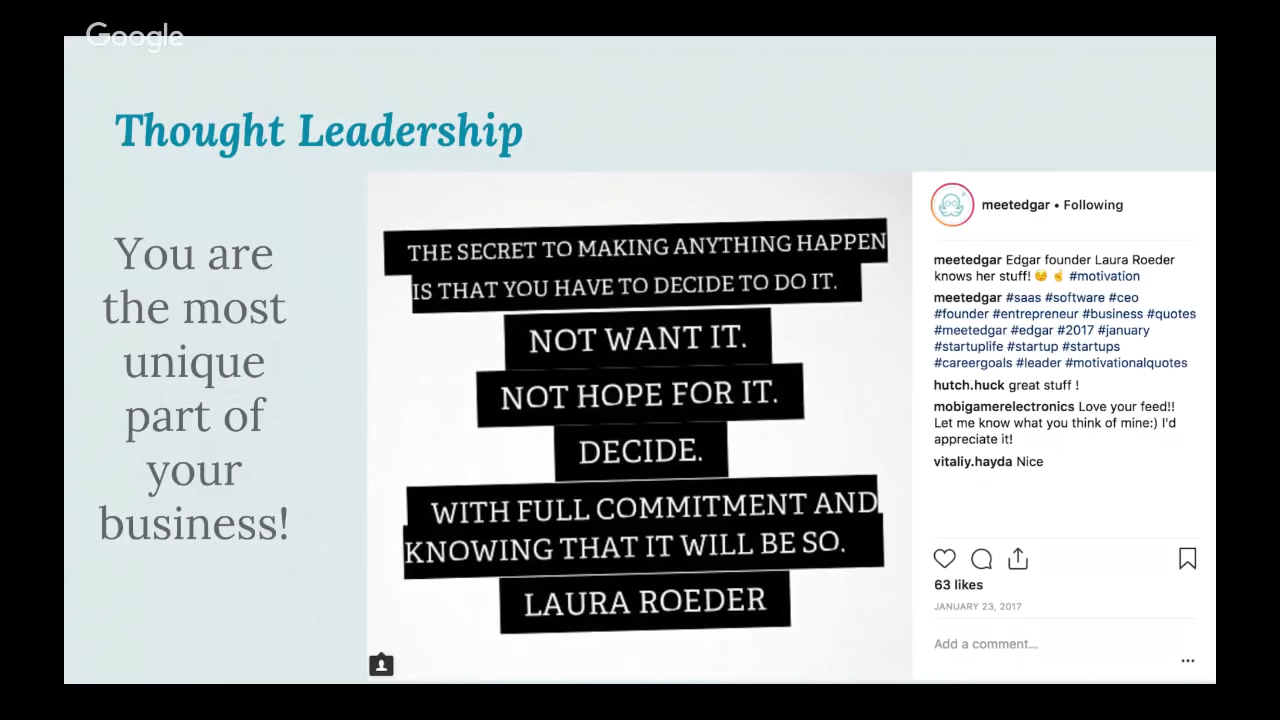 Google
Thought Leadership
You are
the most
unique
part of
your
business!
THE SECRET TO MAKING ANYTHING HAPPEN
IS THAT YOU HAVE TO DECIDE TO DO IT.
NOT WANT IT.
NOT HOPE FOR IT.
DECIDE.
WITH FULL COMMITMENT AND
KNOWING THAT IT WILL BE SO.
LAURA ROEDER
meetedgar • Following
meetedgar Edgar founder Laura Roeder
knows her stuff! 😌 ☝ #motivation
meetedgar #saas #software #ceo
#founder #entrepreneur #business #quotes
#meetedgar #edgar #2017 #january
#startuplife #startup #startups
#careergoals #leader #motivationalquotes
hutch.huck great stuff !
mobigamerelectronics Love your feed!!
Let me know what you think of mine:) I'd
appreciate it!
vitaliy.hayda Nice
63 likes
JANUARY 23, 2017
Add a comment...